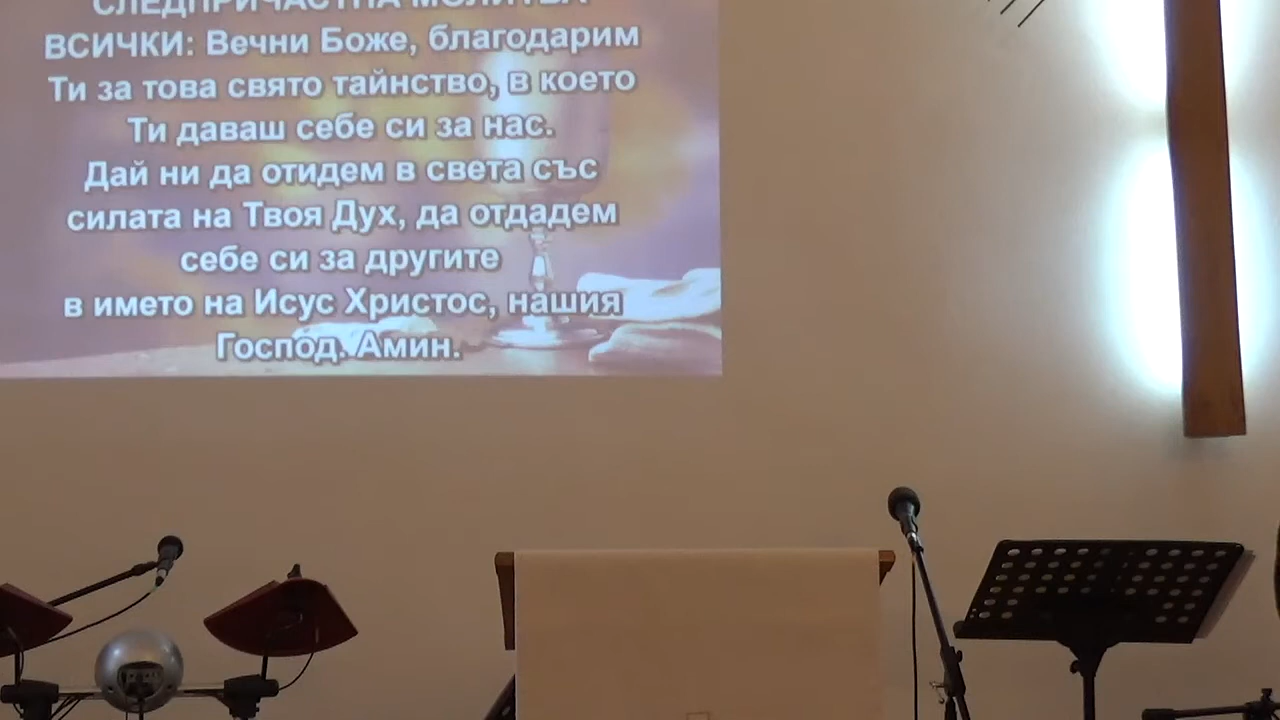 СЛЕДПРИЧАСТНА МОЛИТВА
ВСИЧКИ: Вечни Боже, благодарим
Ти за това свято тайнство, в което
Ти даваш себе си за нас.
Дай ни да отидем в света със
силата на Твоя Дух, да отдадем
себе си за другите
в името на Исус Христос, нашия
Господ. Амин.